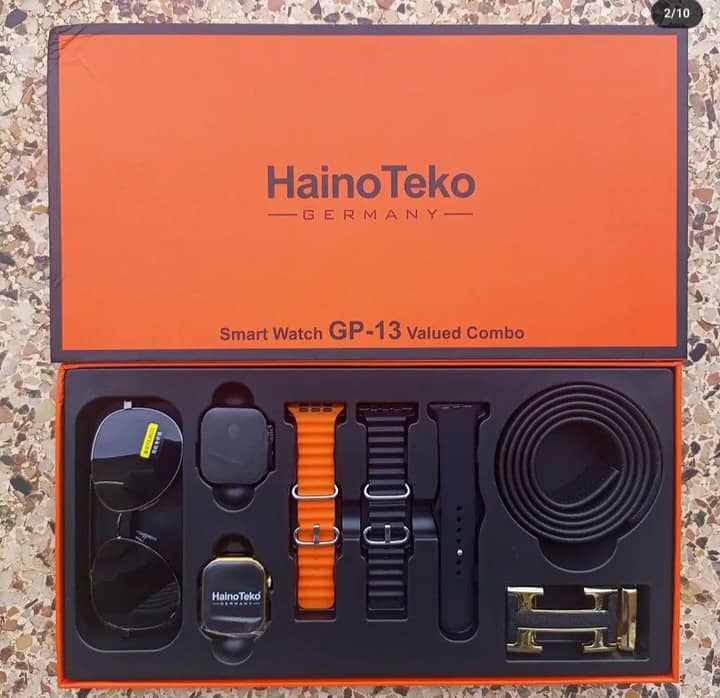 2/10
HainoTeko
GERMANY
Smart Watch GP-13 Valued Combo
HainoTeko
GERMANY